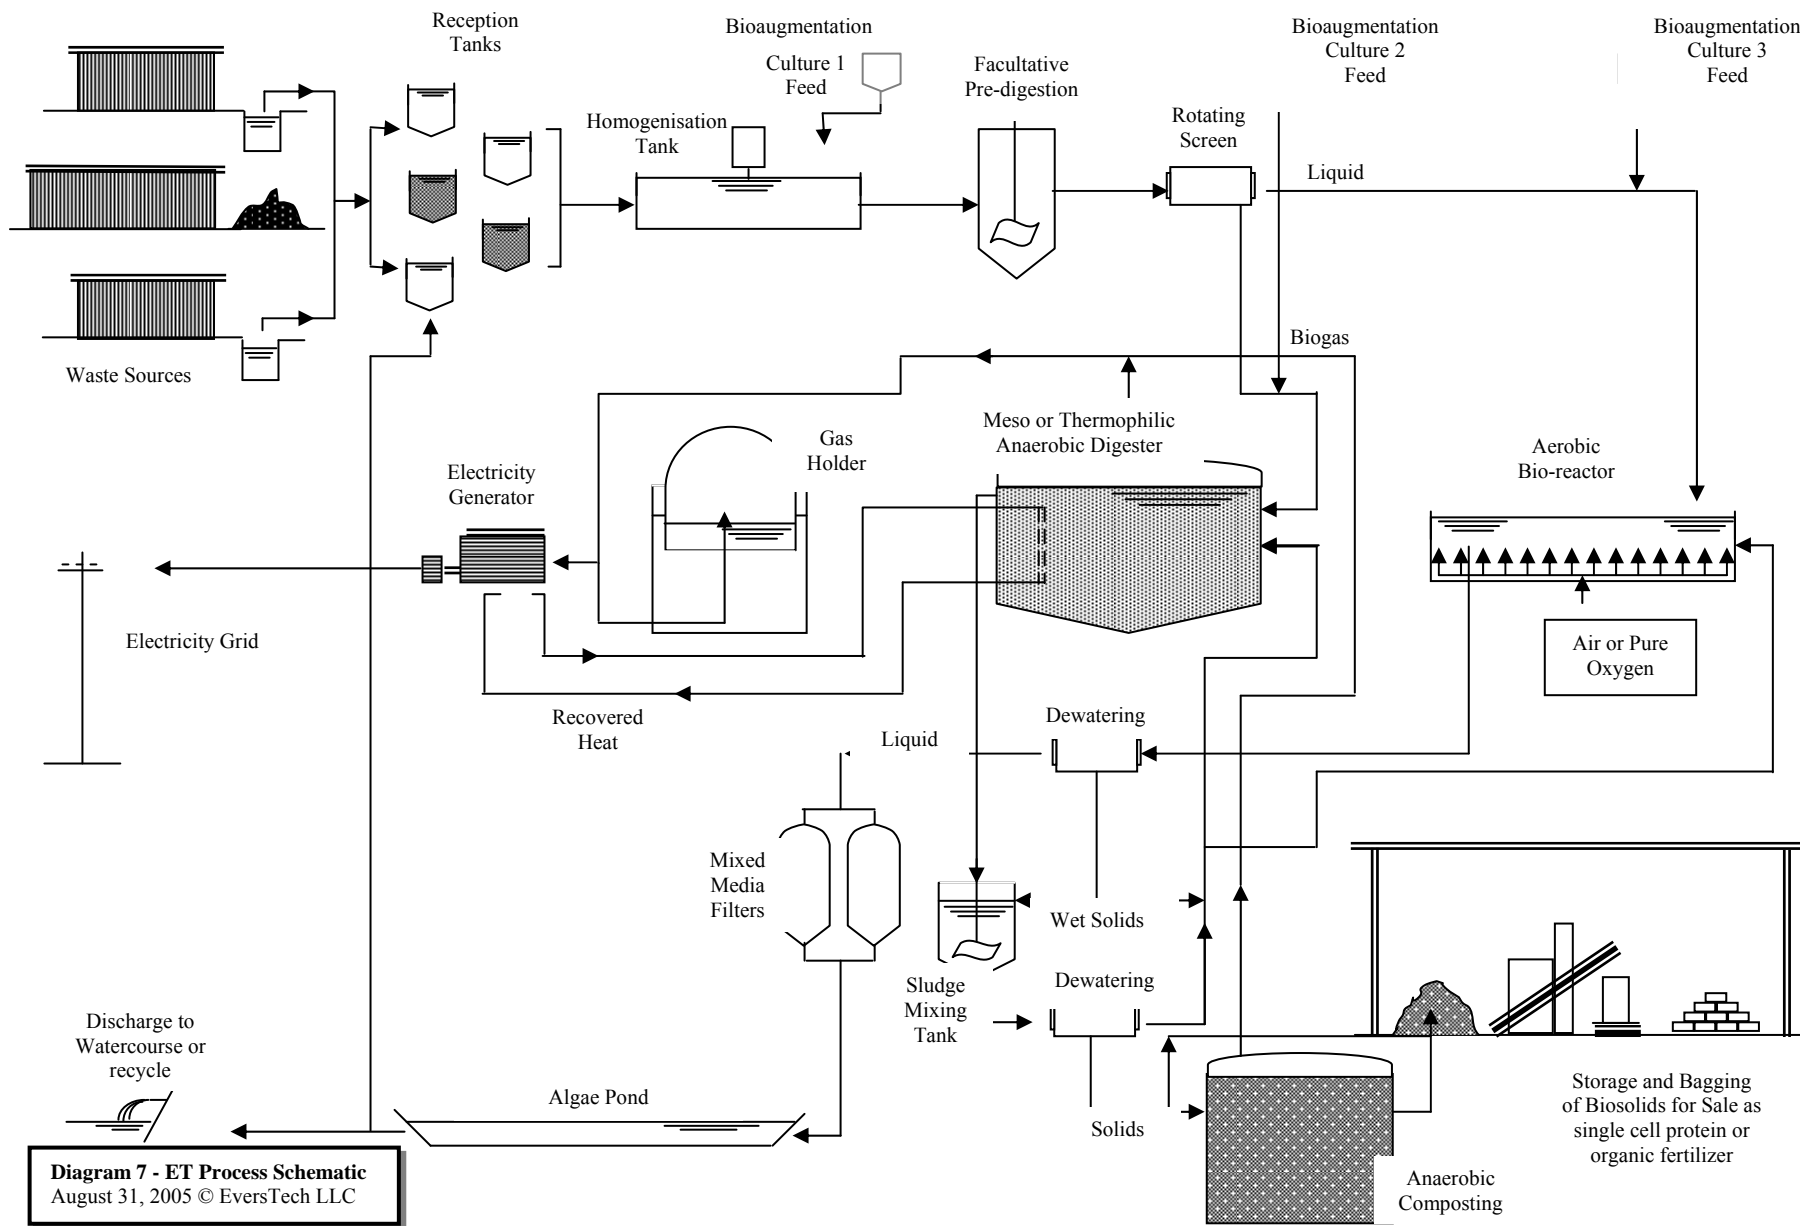 Reception
Tanks
Bioaugmentation
Culture 1
Feed
Facultative
Pre-digestion
Bioaugmentation
Culture 2
Feed
Bioaugmentation
Culture 3
Feed
Homogenisation
Tank
Rotating
Screen
Liquid
Waste Sources
Biogas
Meso or Thermophilic
Anaerobic Digester
Gas
Holder
Electricity
Generator
Aerobic
Bio-reactor
Electricity Grid
Air or Pure
Oxygen
Recovered
Heat
Liquid
Dewatering
Mixed
Media
Filters
Wet Solids
Sludge
Mixing
Tank
Dewatering
Discharge to
Watercourse or
recycle
Algae Pond
Solids
Storage and Bagging
of Biosolids for Sale as
single cell protein or
organic fertilizer
Anaerobic
Composting
Diagram 7 - ET Process Schematic
August 31, 2005 © EversTech LLC